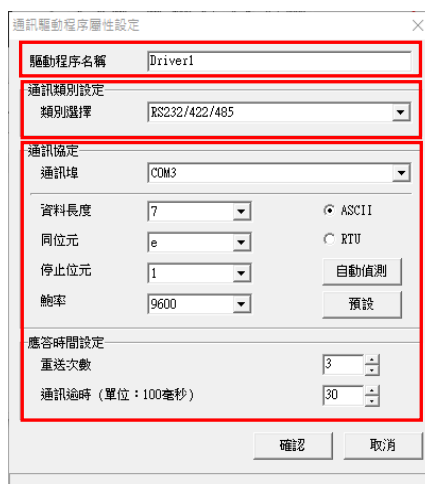 通訊驅動程序屬性設定
驅動程序名稱 Driver1
通訊類別設定
類別選擇 RS232/422/485
通訊協定
通訊埠 COM3
資料長度 7 ASCII
同位元 e RTU
停止位元 1 自動偵測
鮑率 9600 預設
應答時間設定
重送次數 3
通訊逾時 (單位：100毫秒) 30
確認 取消